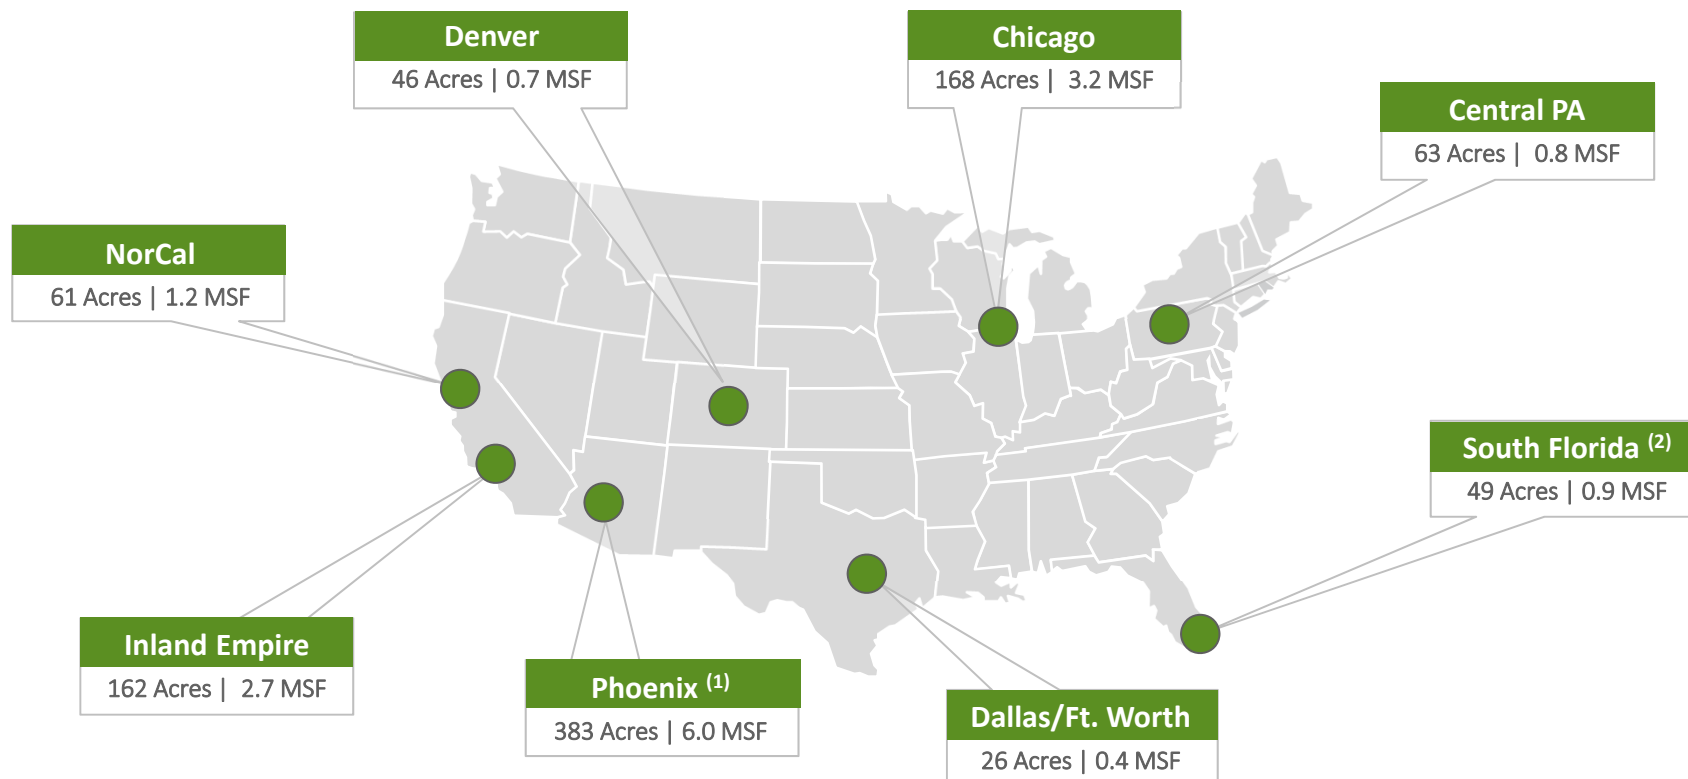 Denver
46 Acres | 0.7 MSF
Chicago
168 Acres | 3.2 MSF
Central PA
63 Acres | 0.8 MSF
NorCal
61 Acres | 1.2 MSF
South Florida (2)
49 Acres | 0.9 MSF
Inland Empire
162 Acres | 2.7 MSF
Phoenix (1)
383 Acres | 6.0 MSF
Dallas/Ft. Worth
26 Acres | 0.4 MSF